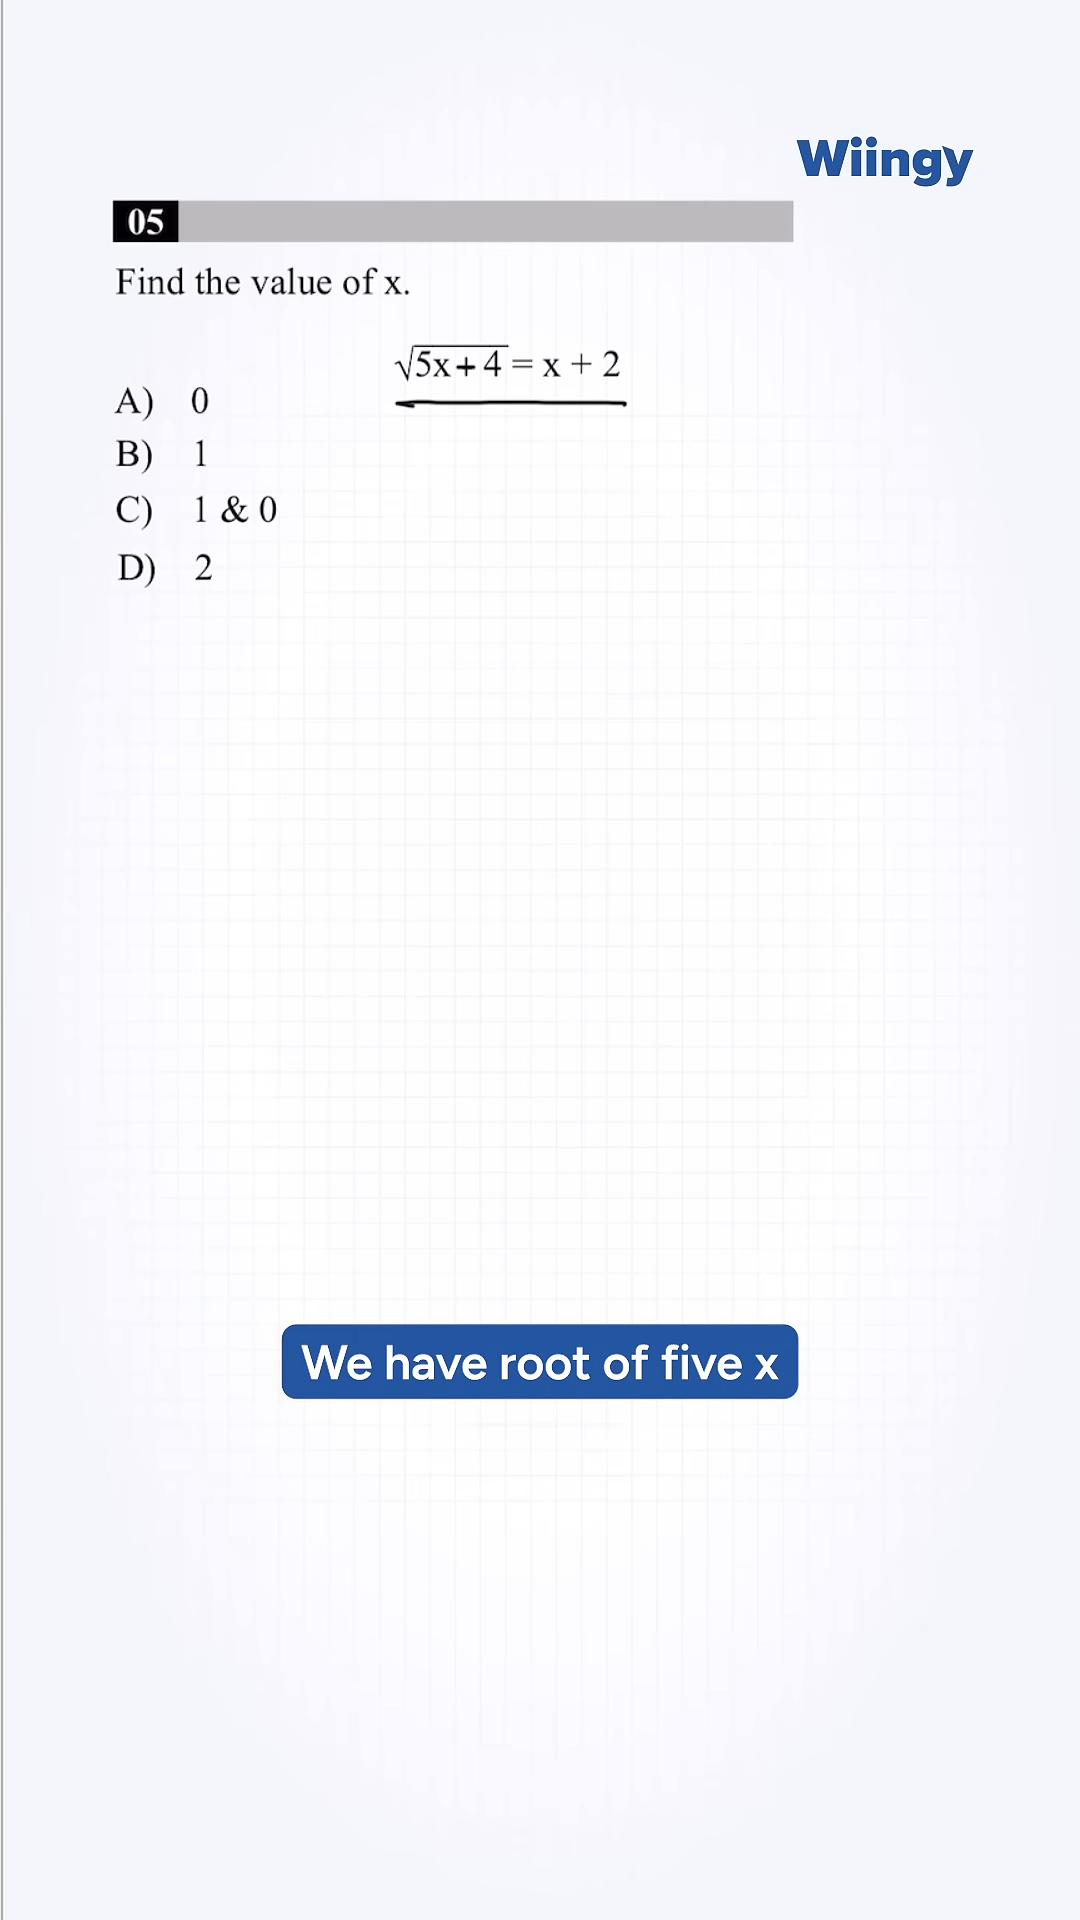 Wiingy
05
Find the value of x.
√5x+4 = x + 2
A) 0
B) 1
C) 1 & 0
D) 2
We have root of five x